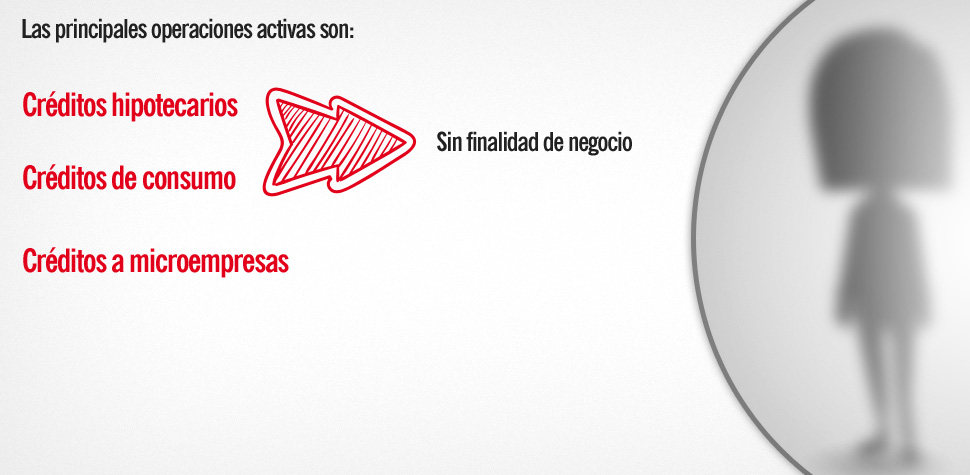 Las principales operaciones activas son:
Créditos hipotecarios
Sin finalidad de negocio
Créditos de consumo
Créditos a microempresas